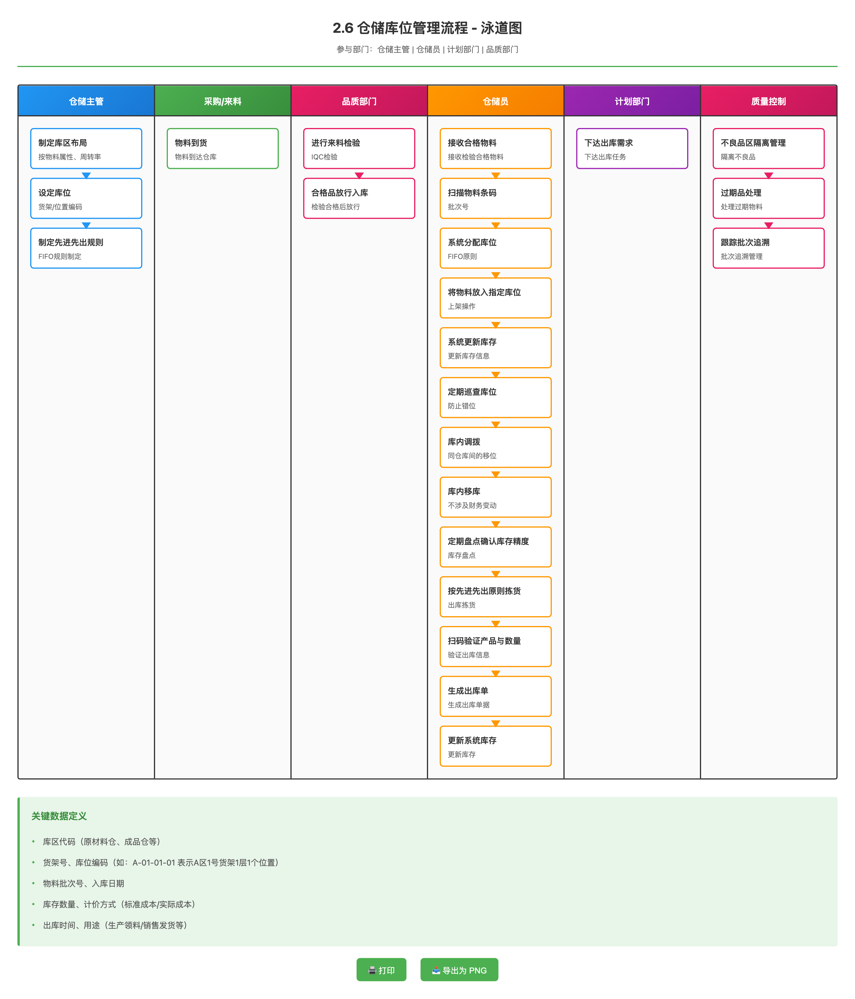 2.6 仓储库位管理流程 - 泳道图
参与部门：仓储主管 | 仓储员 | 计划部门 | 品质部门
仓储主管
制定库区布局
按物料属性、周转率
设定库位
货架/位置编码
制定先进先出规则
FIFO规则制定
采购/来料
物料到货
物料到达仓库
品质部门
进行来料检验
IQC检验
合格品放行入库
检验合格后放行
仓储员
接收合格物料
接收检验合格物料
扫描物料条码
批次号
系统分配库位
FIFO原则
将物料放入指定库位
上架操作
系统更新库存
更新库存信息
定期巡查库位
防止错位
库内调拨
同仓库间的移位
库内移库
不涉及财务变动
定期盘点确认库存精度
库存盘点
按先进先出原则拣货
出库拣货
扫码验证产品与数量
验证出库信息
生成出库单
生成出库单据
更新系统库存
更新库存
计划部门
下达出库需求
下达出库任务
质量控制
不良品区隔离管理
隔离不良品
过期品处理
处理过期物料
跟踪批次追溯
批次追溯管理
关键数据定义
• 库区代码（原材料仓、成品仓等）
• 货架号、库位编码（如：A-01-01-01 表示A区1号货架1层1个位置）
• 物料批次号、入库日期
• 库存数量、计价方式（标准成本/实际成本）
• 出库时间、用途（生产领料/销售发货等）
打印
导出为 PNG